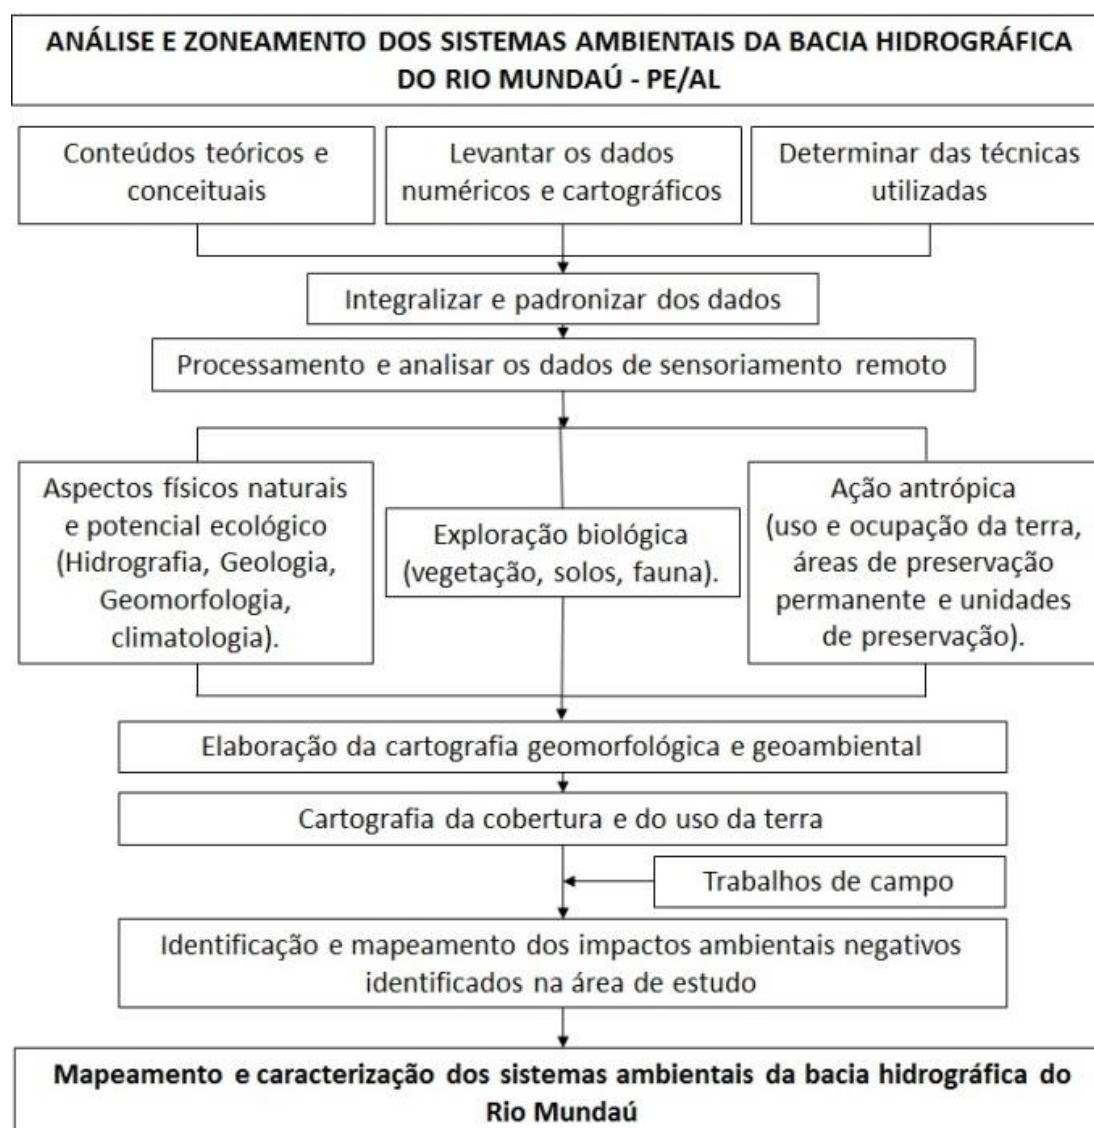 ANÁLISE E ZONEAMENTO DOS SISTEMAS AMBIENTAIS DA BACIA HIDROGRÁFICA
DO RIO MUNDAÚ - PE/AL
Conteúdos teóricos e
conceituais
Levantar os dados
numéricos e cartográficos
Determinar das técnicas
utilizadas
Integralizar e padronizar dos dados
Processamento e analisar os dados de sensoriamento remoto
Aspectos físicos naturais
e potencial ecológico
(Hidrografia, Geologia,
Geomorfologia,
climatologia).
Exploração biológica
(vegetação, solos, fauna).
Ação antrópica
(uso e ocupação da terra,
áreas de preservação
permanente e unidades
de preservação).
Elaboração da cartografia geomorfológica e geoambiental
Cartografia da cobertura e do uso da terra
Trabalhos de campo
Identificação e mapeamento dos impactos ambientais negativos
identificados na área de estudo
Mapeamento e caracterização dos sistemas ambientais da bacia hidrográfica do
Rio Mundaú